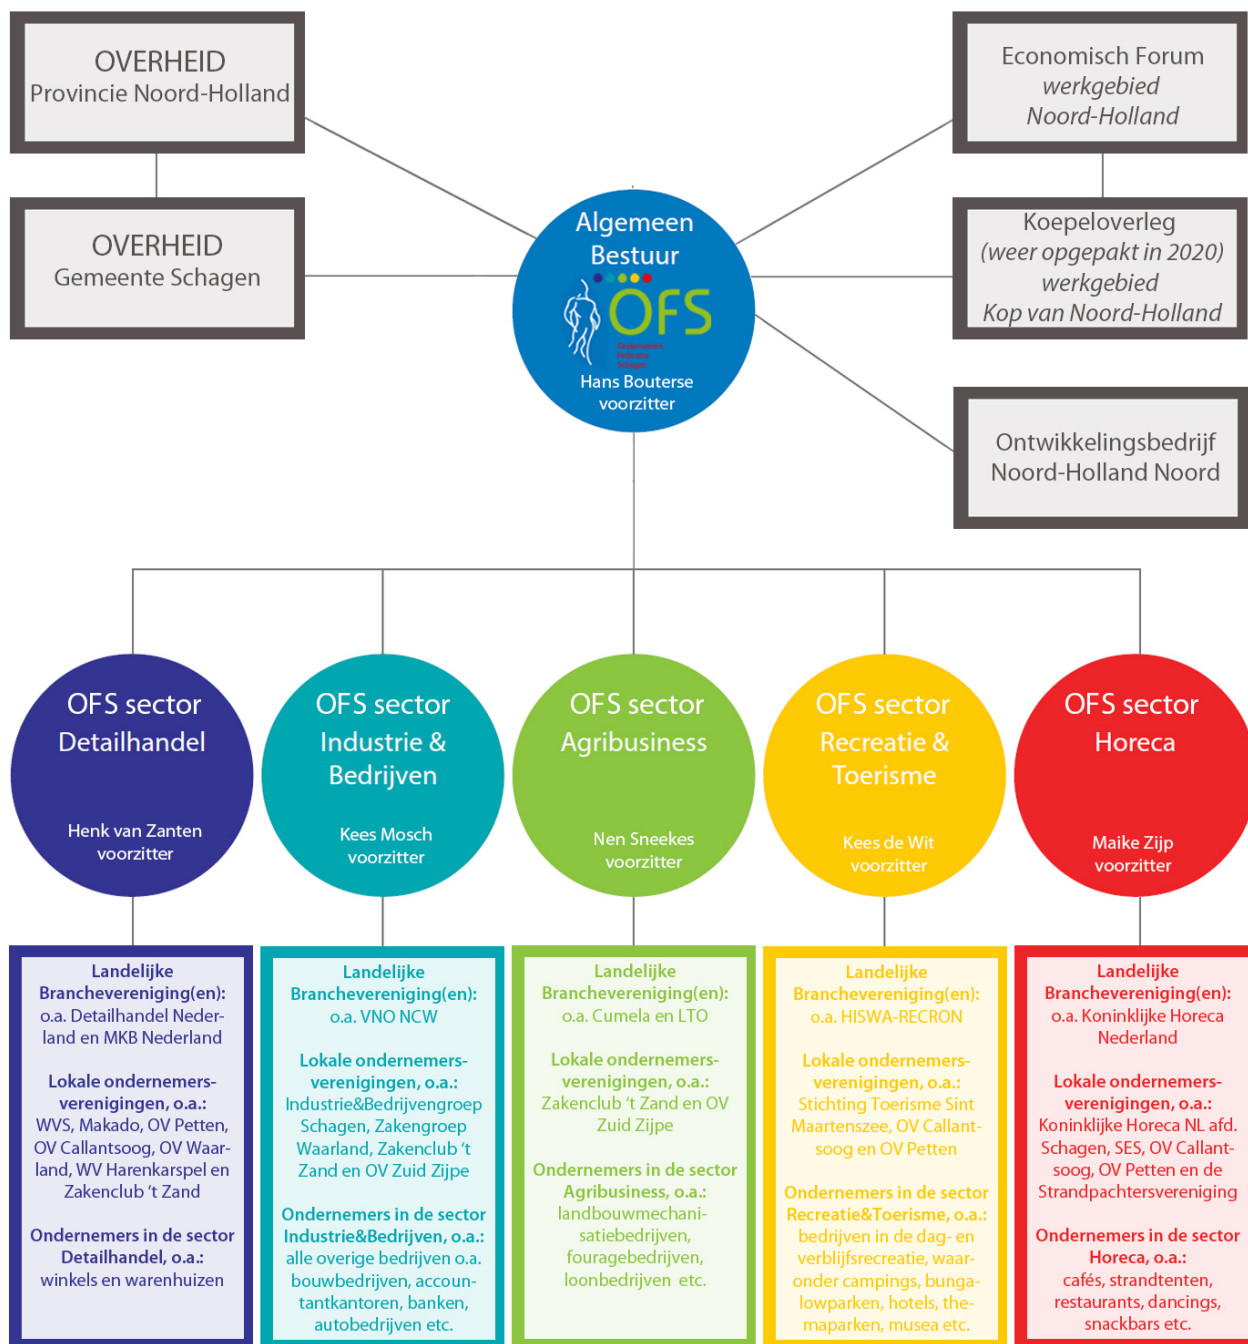 OVERHEID
Provincie Noord-Holland
OVERHEID
Gemeente Schagen
Economisch Forum
werkgebied
Noord-Holland
Koepeloverleg
(weer opgepakt in 2020)
werkgebied
Kop van Noord-Holland
Ontwikkelingsbedrijf
Noord-Holland Noord
Algemeen
Bestuur
ÖFS
Ondernemers
Federatie
Schagen
Hans Bouterse
voorzitter
OFS sector
Detailhandel
Henk van Zanten
voorzitter
OFS sector
Industrie &
Bedrijven
Kees Mosch
voorzitter
OFS sector
Agribusiness
Nen Sneekes
voorzitter
OFS sector
Recreatie &
Toerisme
Kees de Wit
voorzitter
OFS sector
Horeca
Maike Zijp
voorzitter
Landelijke
Branchevereniging(en):
o.a. Detailhandel Neder-
land en MKB Nederland
Lokale ondernemers-
verenigingen, o.a.:
WVS, Makado, OV Petten,
OV Callantsoog, OV Waar-
land, WV Harenkarspel en
Zakenclub ‘t Zand
Ondernemers in de sector
Detailhandel, o.a.:
winkels en warenhuizen
Landelijke
Branchevereniging(en):
o.a. VNO NCW
Lokale ondernemers-
verenigingen, o.a.:
Industrie&Bedrijvengroep
Schagen, Zakengroep
Waarland, Zakenclub ‘t
Zand en OV Zuid Zijpe
Ondernemers in de sector
Industrie&Bedrijven, o.a.:
alle overige bedrijven o.a.
bouwbedrijven, accoun-
tantkantoren, banken,
autobedrijven etc.
Landelijke
Branchevereniging(en):
o.a. Cumela en LTO
Lokale ondernemers-
verenigingen, o.a.:
Zakenclub ‘t Zand en OV
Zuid Zijpe
Ondernemers in de sector
Agribusiness, o.a.:
landbouwmechani-
satiebedrijven,
fouragebedrijven,
loonbedrijven etc.
Landelijke
Branchevereniging(en):
o.a. HISWA-RECRON
Lokale ondernemers-
verenigingen, o.a.:
Stichting Toerisme Sint
Maartenszee, OV Callant-
soog en OV Petten
Ondernemers in de sector
Recreatie&Toerisme, o.a.:
bedrijven in de dag- en
verblijfsrecreatie, waar-
onder campings, bunga-
lowparken, hotels, the-
maparken, musea etc.
Landelijke
Branchevereniging(en):
o.a. Koninklijke Horeca
Nederland
Lokale ondernemers-
verenigingen, o.a.:
Koninklijke Horeca NL afd.
Schagen, SES, OV Callant-
soog, OV Petten en de
Strandpachtersvereniging
Ondernemers in de sector
Horeca, o.a.:
cafés, strandtenten,
restaurants, dancings,
snackbars etc.